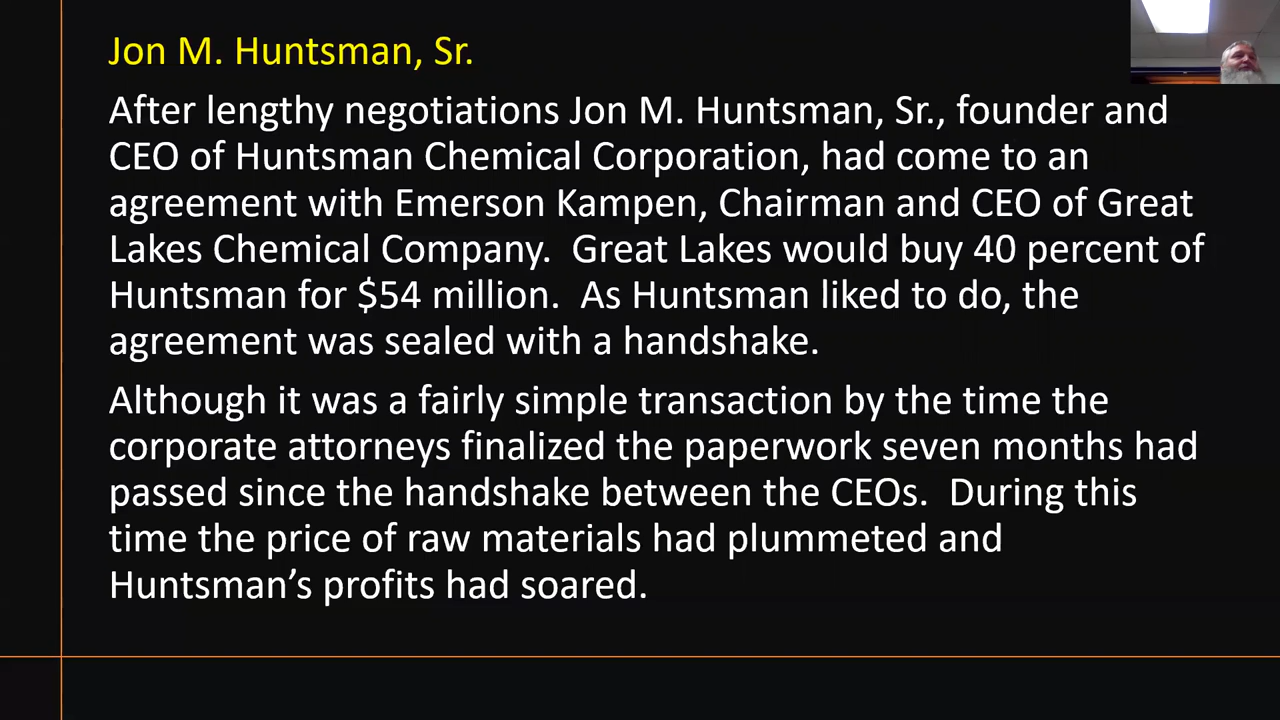 Jon M. Huntsman, Sr.
After lengthy negotiations Jon M. Huntsman, Sr., founder and
CEO of Huntsman Chemical Corporation, had come to an
agreement with Emerson Kampen, Chairman and CEO of Great
Lakes Chemical Company.  Great Lakes would buy 40 percent of
Huntsman for $54 million.  As Huntsman liked to do, the
agreement was sealed with a handshake.
Although it was a fairly simple transaction by the time the
corporate attorneys finalized the paperwork seven months had
passed since the handshake between the CEOs.  During this
time the price of raw materials had plummeted and
Huntsman’s profits had soared.